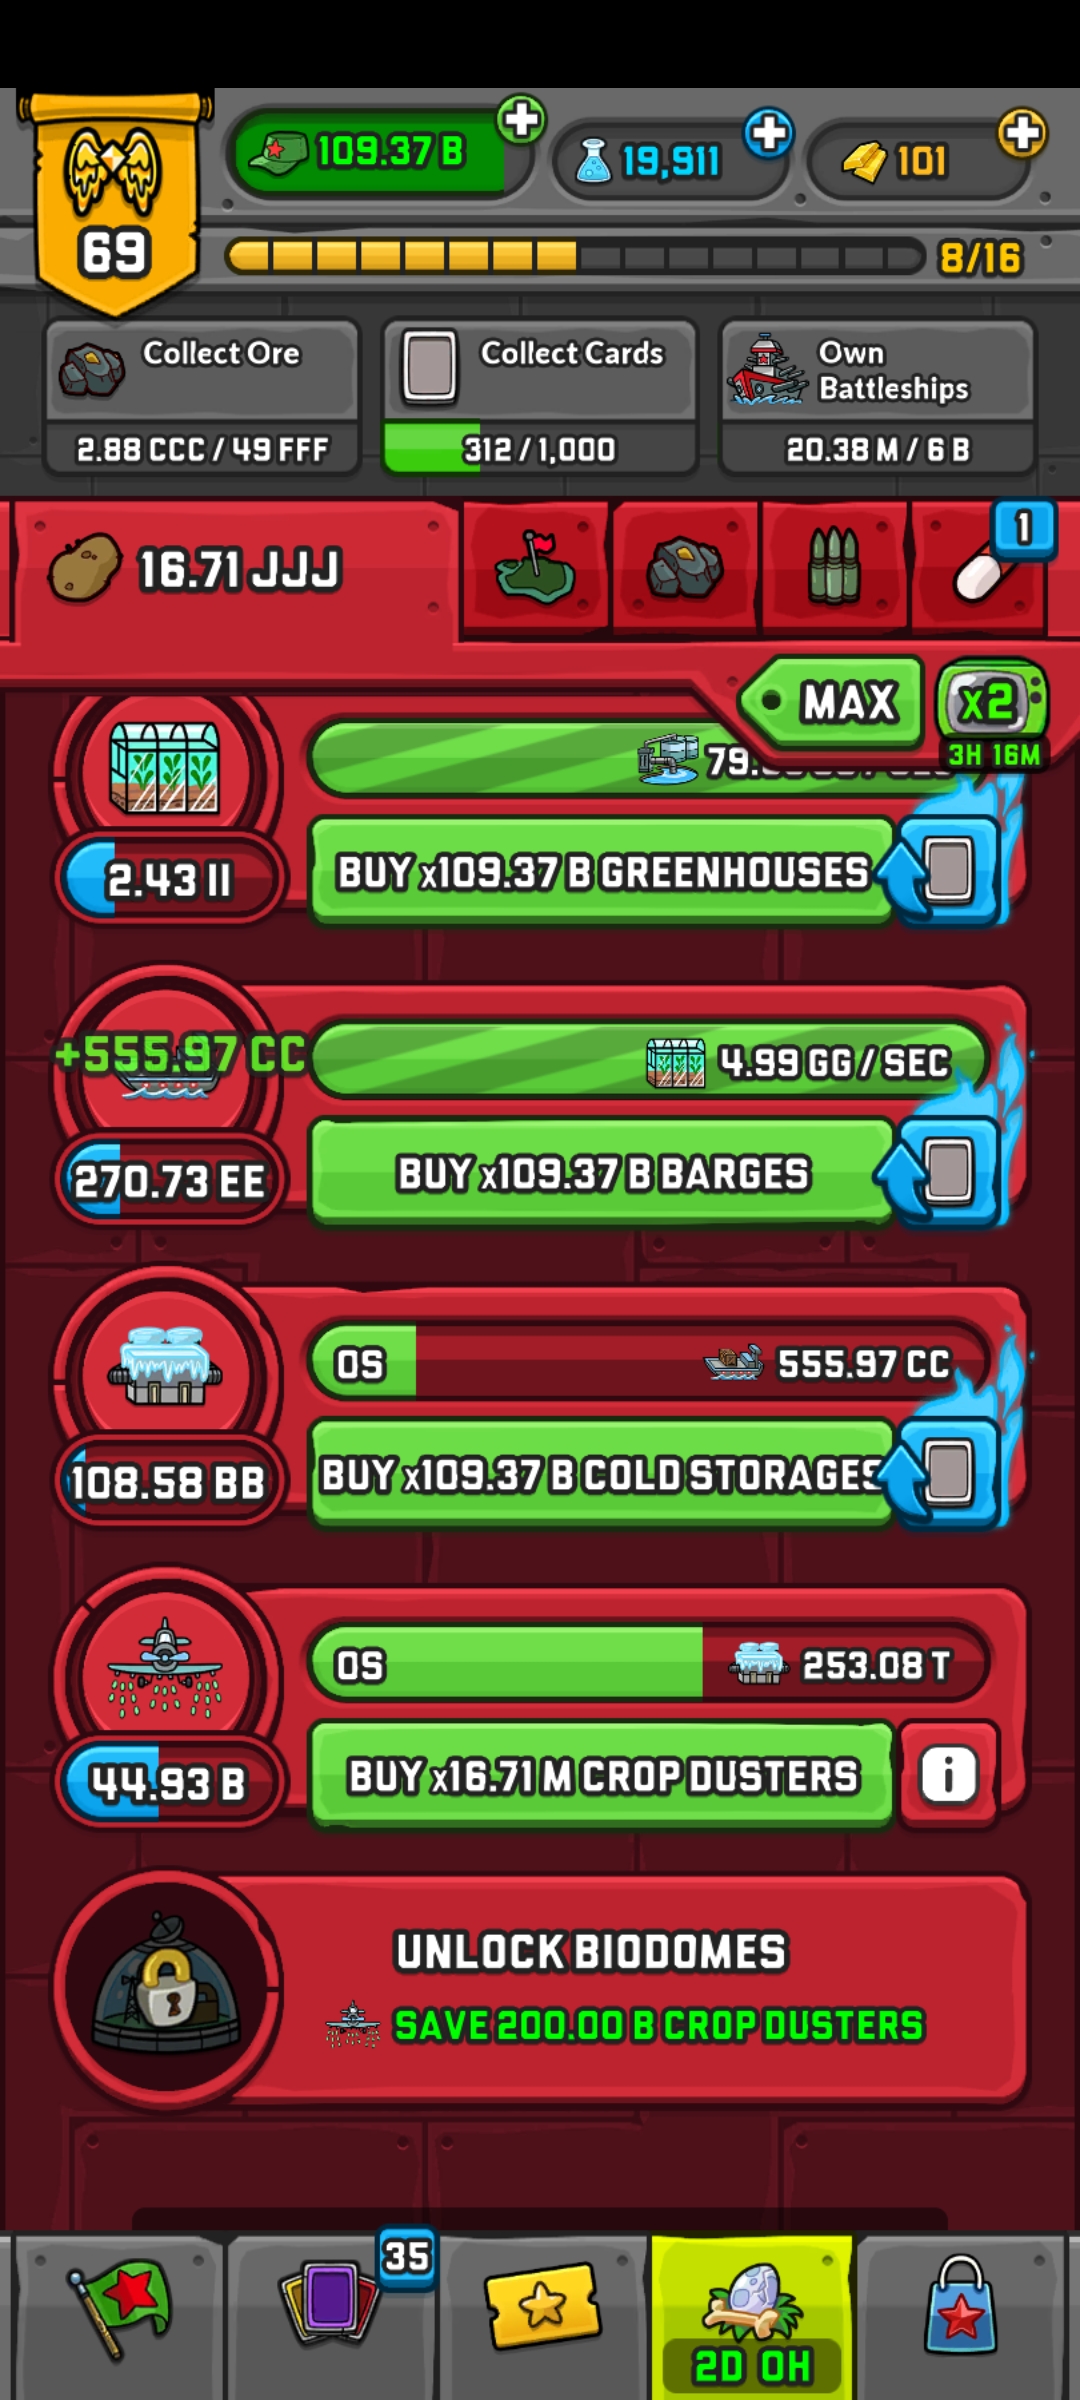 109.37 B
19,911
101
69
8/16
Collect Ore
2.88 CCC / 49 FFF
Collect Cards
312 / 1,000
Own
Battleships
20.38 M / 6 B
16.71 JJJ
1
MAX
x2
3H 16M
79.
2.43 II
BUY x109.37 B GREENHOUSES
+555.97 CC
4.99 GG / SEC
270.73 EE
BUY x109.37 B BARGES
0S
555.97 CC
108.58 BB
BUY x109.37 B COLD STORAGES
0S
253.08 T
44.93 B
BUY x16.71 M CROP DUSTERS
i
UNLOCK BIODOMES
SAVE 200.00 B CROP DUSTERS
35
2D 0H